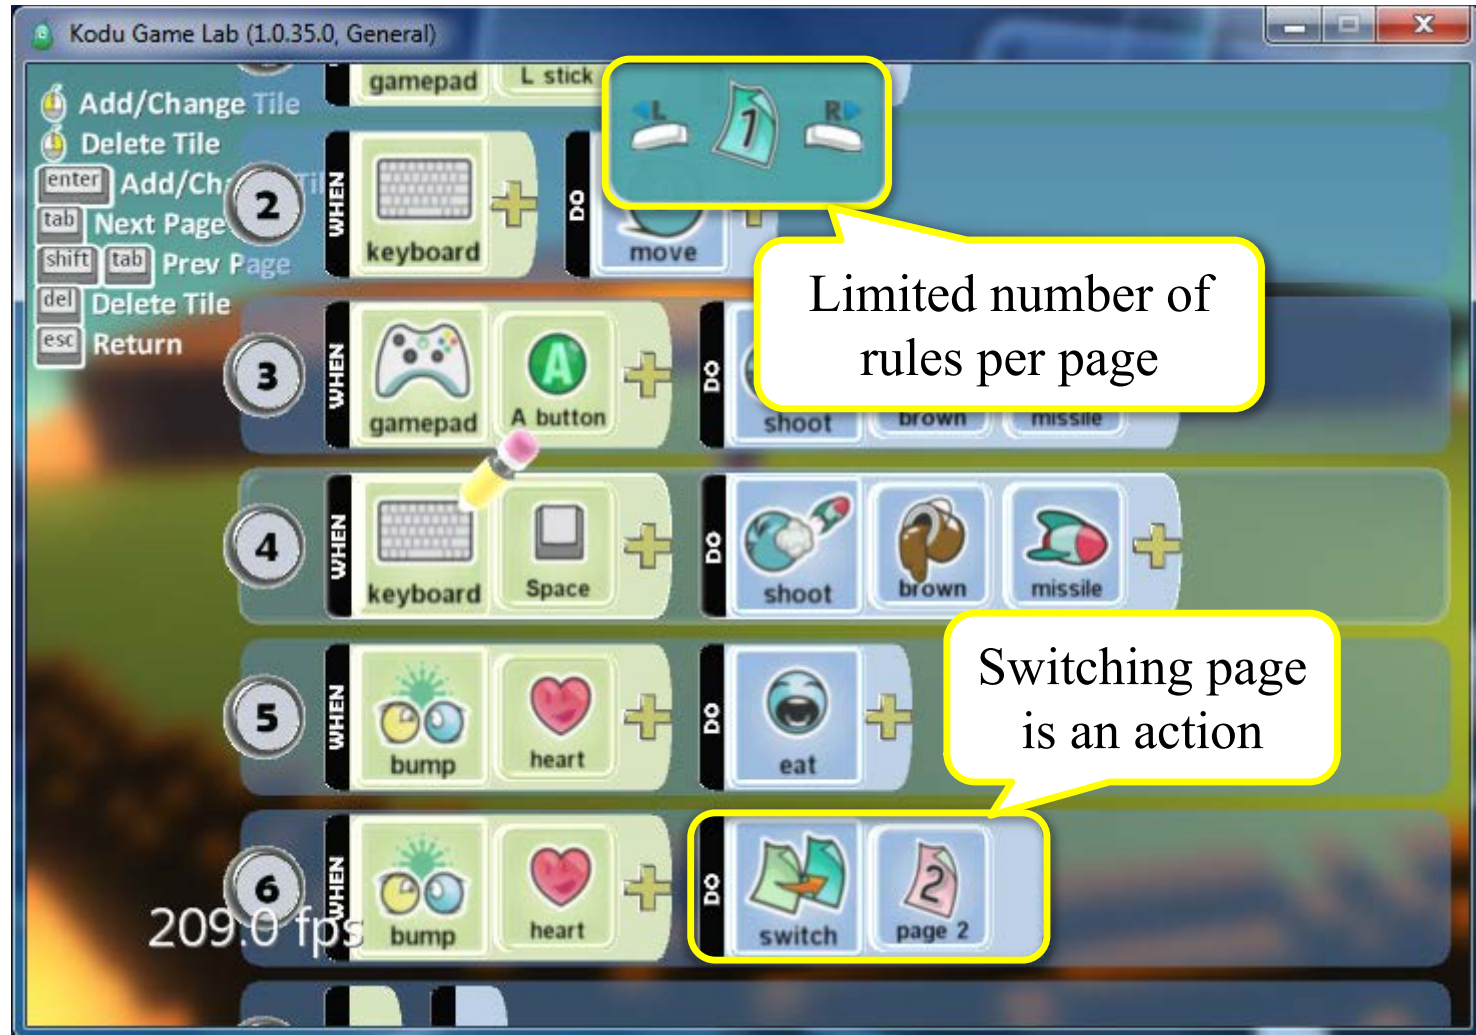 Kodu Game Lab (1.0.35.0, General)
Add/Change Tile
Delete Tile
enter Add/Ch Til
tab Next Page
shift tab Prev Page
del Delete Tile
esc Return
gamepad L stick
L 1 R
2 WHEN keyboard DO move
Limited number of
rules per page
3 WHEN gamepad A A button DO shoot brown missile
4 WHEN keyboard Space DO shoot brown missile
Switching page
is an action
5 WHEN bump heart DO eat
6 WHEN bump heart DO switch 2 page 2
209.0 fps